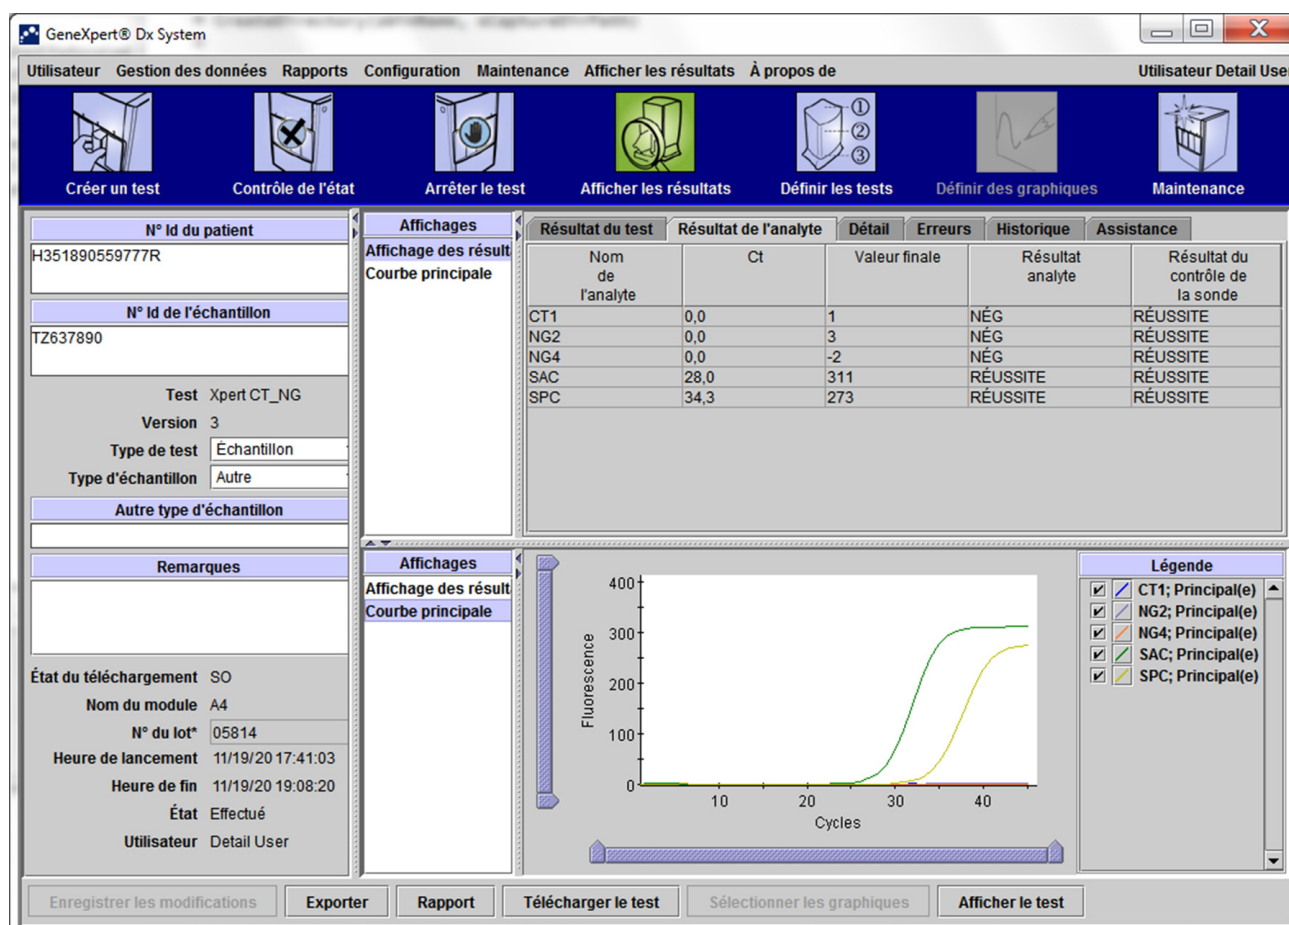 GeneXpert® Dx System
Utilisateur Gestion des données Rapports Configuration Maintenance Afficher les résultats À propos de Utilisateur Detail User
① ② ③
Créer un test Contrôle de l'état Arrêter le test Afficher les résultats Définir les tests Définir des graphiques Maintenance
N° Id du patient
H351890559777R
N° Id de l'échantillon
TZ637890
Test Xpert CT_NG
Version 3
Type de test Échantillon
Type d'échantillon Autre
Autre type d'échantillon
Remarques
État du téléchargement SO
Nom du module A4
N° du lot* 05814
Heure de lancement 11/19/20 17:41:03
Heure de fin 11/19/20 19:08:20
État Effectué
Utilisateur Detail User
Affichages
Affichage des résult
Courbe principale
Résultat du test Résultat de l'analyte Détail Erreurs Historique Assistance
Nom de l'analyte Ct Valeur finale Résultat analyte Résultat du contrôle de la sonde
CT1 0,0 1 NÉG RÉUSSITE
NG2 0,0 3 NÉG RÉUSSITE
NG4 0,0 -2 NÉG RÉUSSITE
SAC 28,0 311 RÉUSSITE RÉUSSITE
SPC 34,3 273 RÉUSSITE RÉUSSITE
Affichages
Affichage des résult
Courbe principale
400
300
200
100
0
10 20 30 40
Fluorescence
Cycles
Légende
CT1; Principal(e)
NG2; Principal(e)
NG4; Principal(e)
SAC; Principal(e)
SPC; Principal(e)
Enregistrer les modifications Exporter Rapport Télécharger le test Sélectionner les graphiques Afficher le test